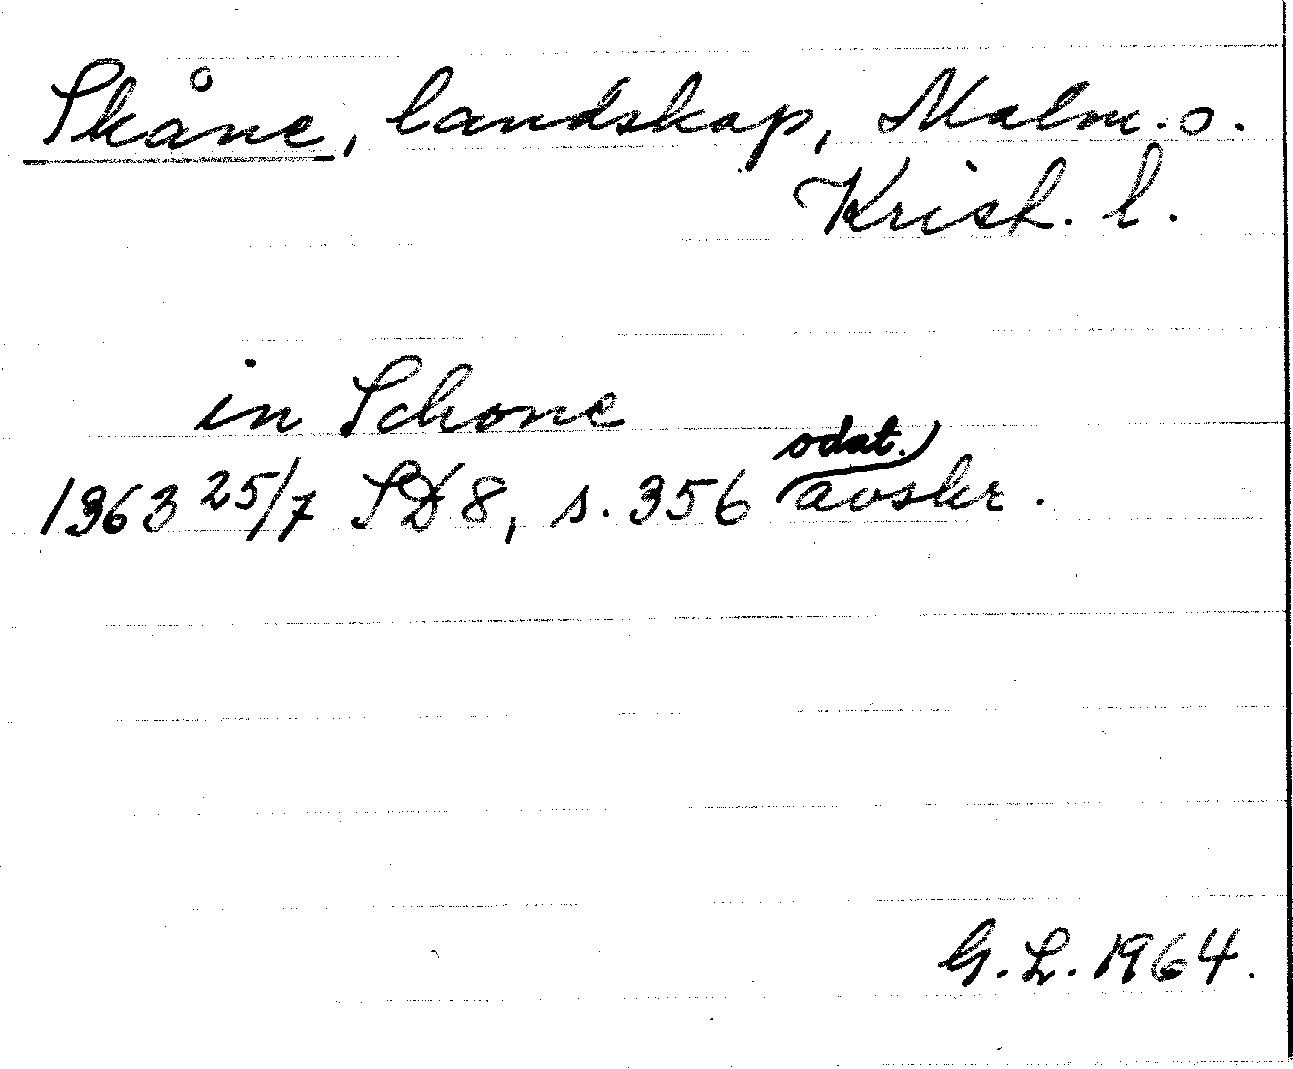 Skåne, landskap, Malm. o.
Krist. l.
in Schone
1363 25/7 SD 8, s. 356 odat. avskr.
G. L. 1964.